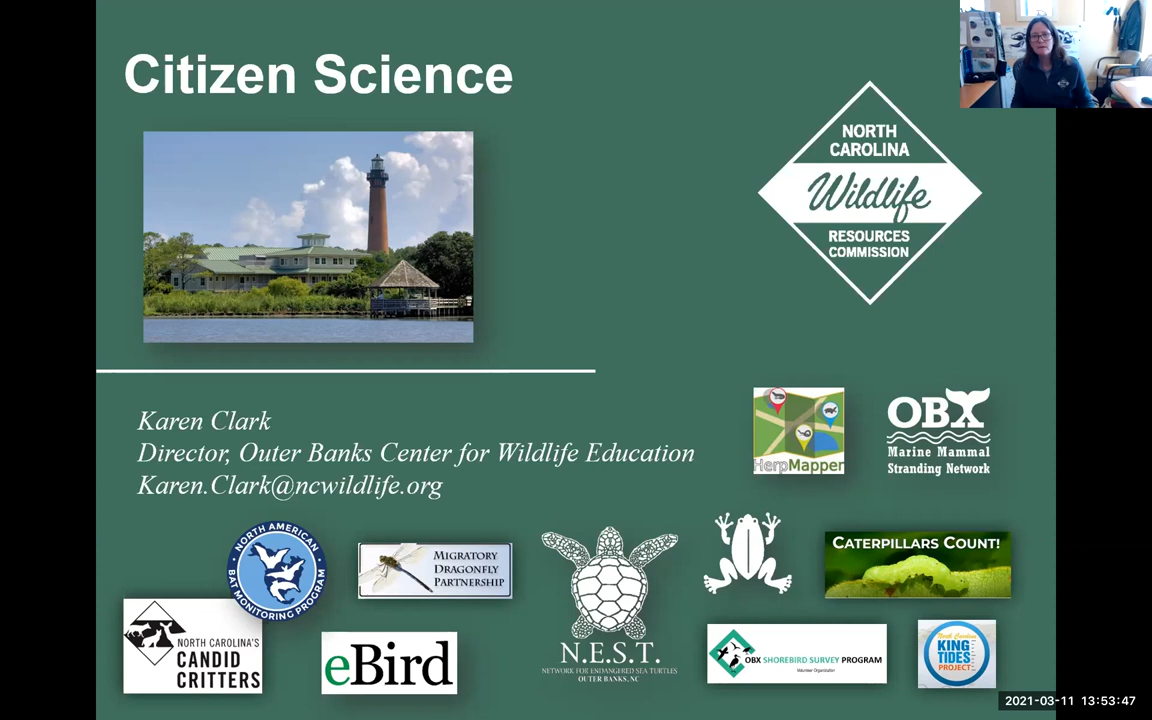 Citizen Science
NORTH
CAROLINA
Wildlife
RESOURCES
COMMISSION
Karen Clark
Director, Outer Banks Center for Wildlife Education
Karen.Clark@ncwildlife.org
HerpMapper
OBX
Marine Mammal
Stranding Network
NORTH AMERICAN
BAT MONITORING PROGRAM
MIGRATORY
DRAGONFLY
PARTNERSHIP
N.E.S.T.
NETWORK FOR ENDANGERED SEA TURTLES
OUTER BANKS, NC
CATERPILLARS COUNT!
NORTH CAROLINA'S
CANDID
CRITTERS
eBird
OBX SHOREBIRD SURVEY PROGRAM
Volunteer Organization
North Carolina
KING
TIDES
PROJECT
2021-03-11 13:53:47